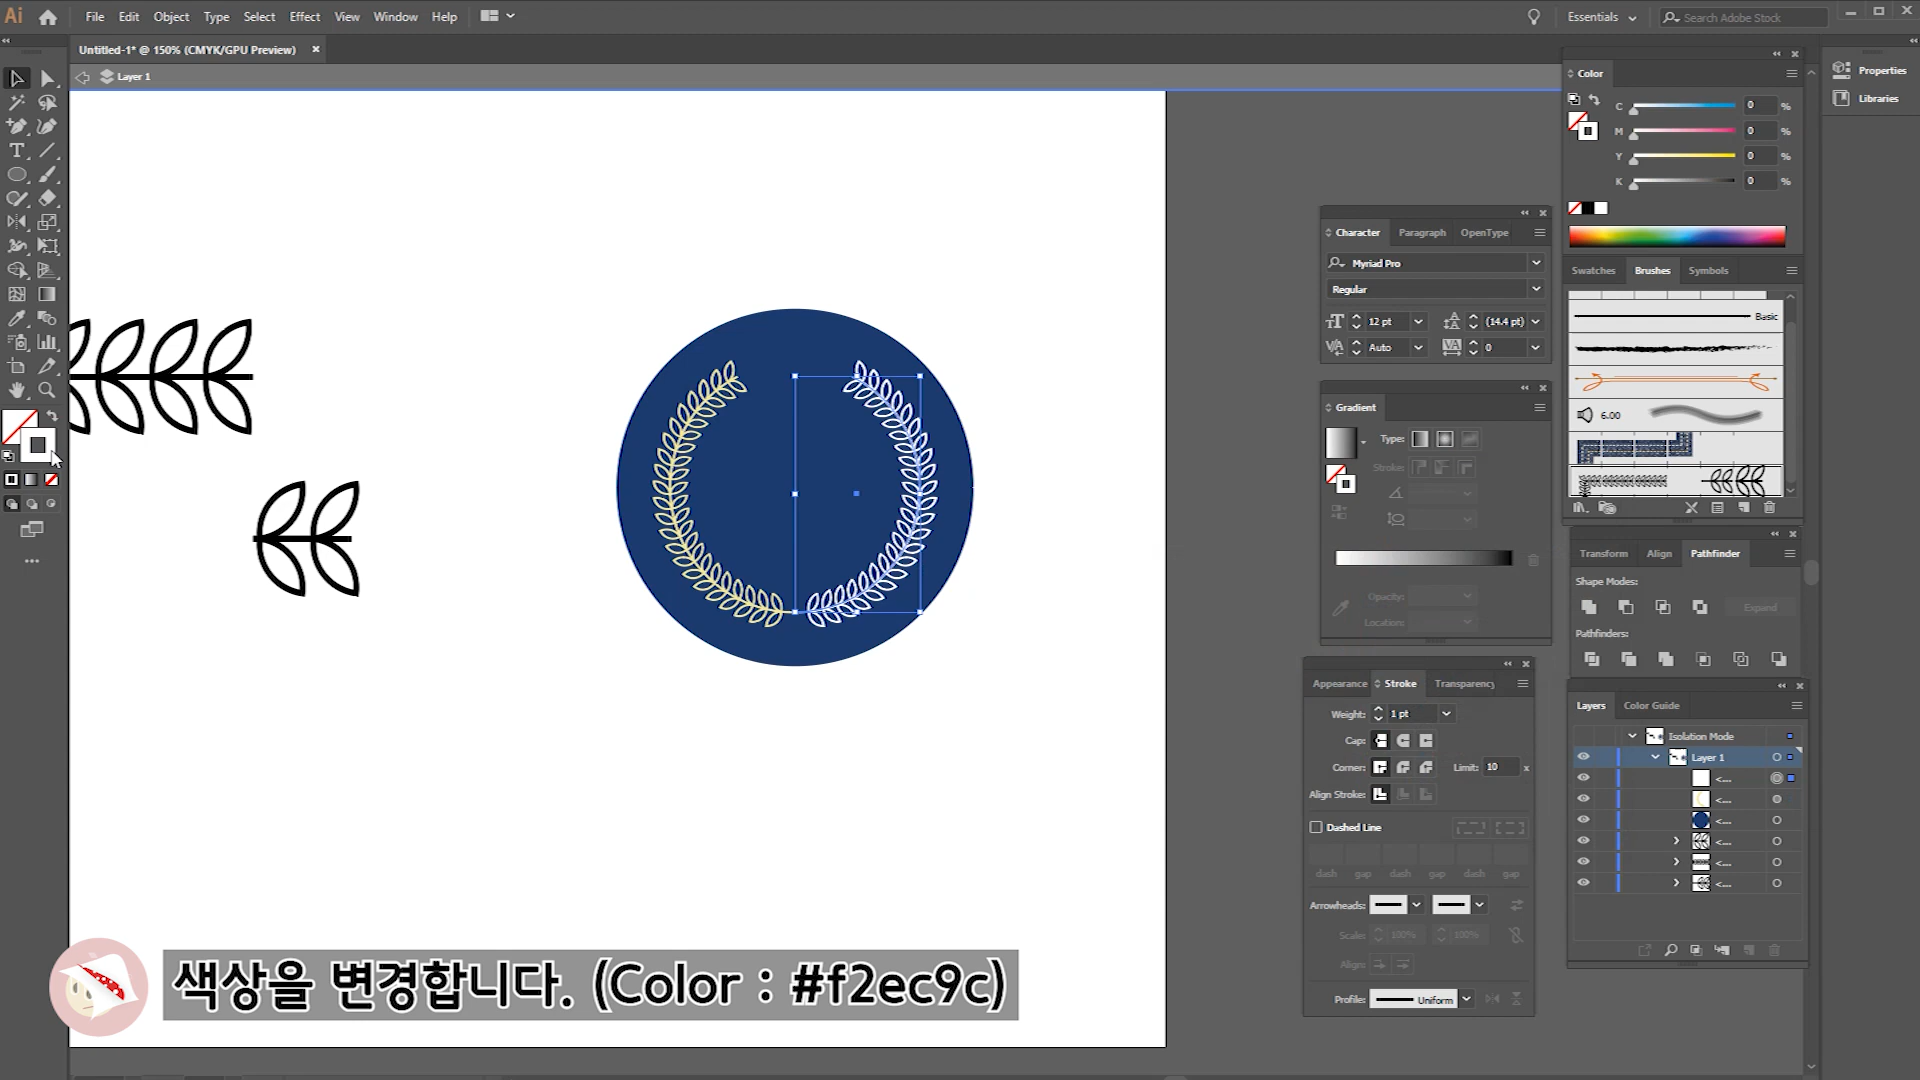 Ai File Edit Object Type Select Effect View Window Help Essentials Search Adobe Stock
Untitled-1* @ 150% (CMYK/GPU Preview)
Layer 1
Color
C 0 %
M 0 %
Y 0 %
K 0 %
Properties
Libraries
Character Paragraph OpenType
Myriad Pro
Regular
12 pt (14.4 pt)
Auto 0
Swatches Brushes Symbols
Basic
6.00
Gradient
Type:
Stroke:
Opacity:
Location:
Transform Align Pathfinder
Shape Modes:
Expand
Pathfinders:
Appearance Stroke Transparency
Weight: 1 pt
Cap:
Corner: Limit: 10 x
Align Stroke:
Dashed Line
dash gap dash gap dash gap
Arrowheads:
Scale: 100% 100%
Align:
Profile: Uniform
Layers Color Guide
Isolation Mode
Layer 1
<...
<...
<...
<...
<...
<...
색상을 변경합니다. (Color : #f2ec9c)